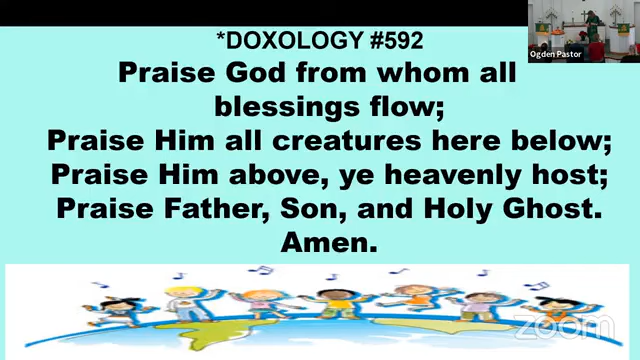 *DOXOLOGY #592
Praise God from whom all
blessings flow;
Praise Him all creatures here below;
Praise Him above, ye heavenly host;
Praise Father, Son, and Holy Ghost.
Amen.
Ogden Pastor
zoom